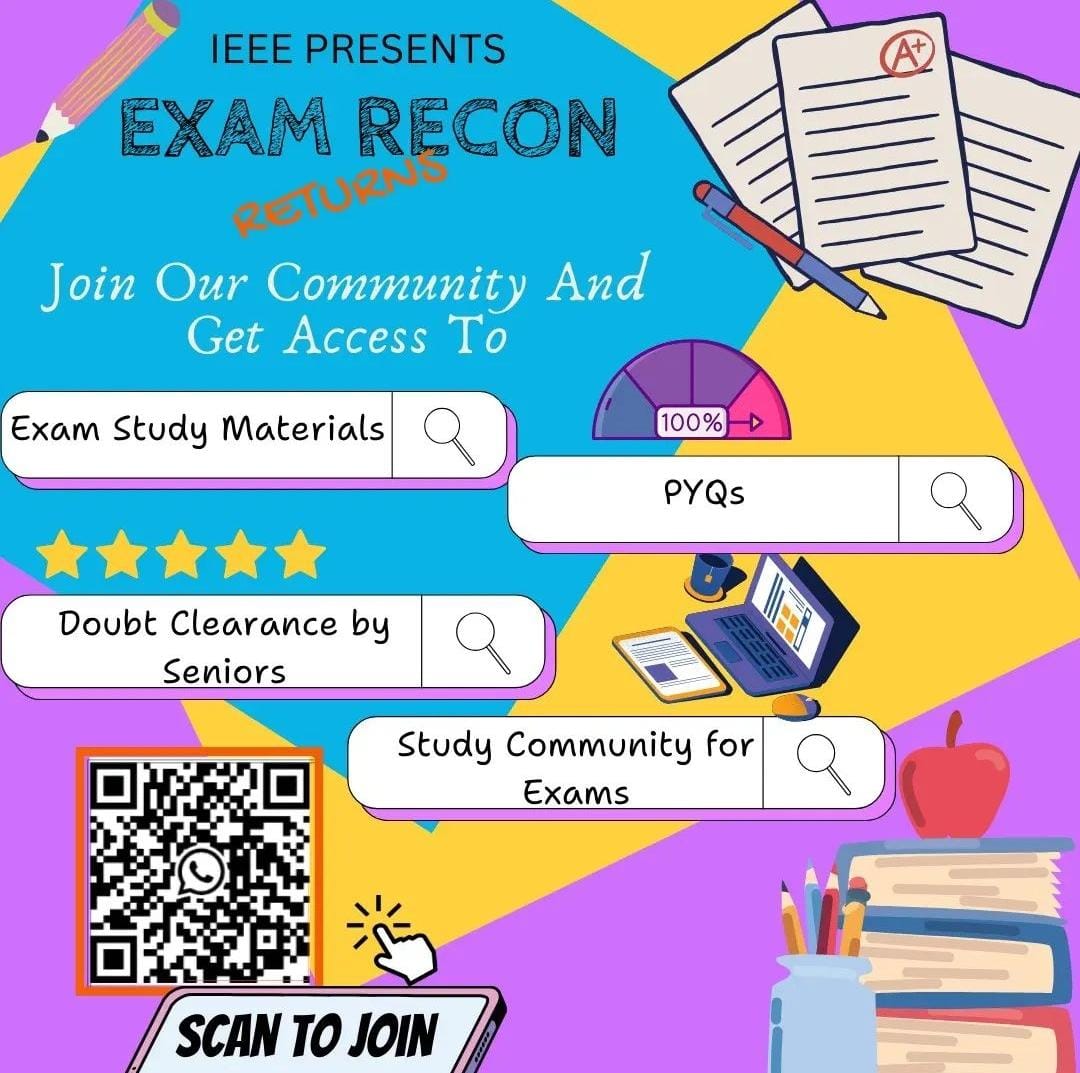 IEEE PRESENTS
EXAM RECON
RETURNS
Join Our Community And
Get Access To
A+
Exam Study Materials
100%
PYQs
Doubt Clearance by
Seniors
Study Community for
Exams
SCAN TO JOIN